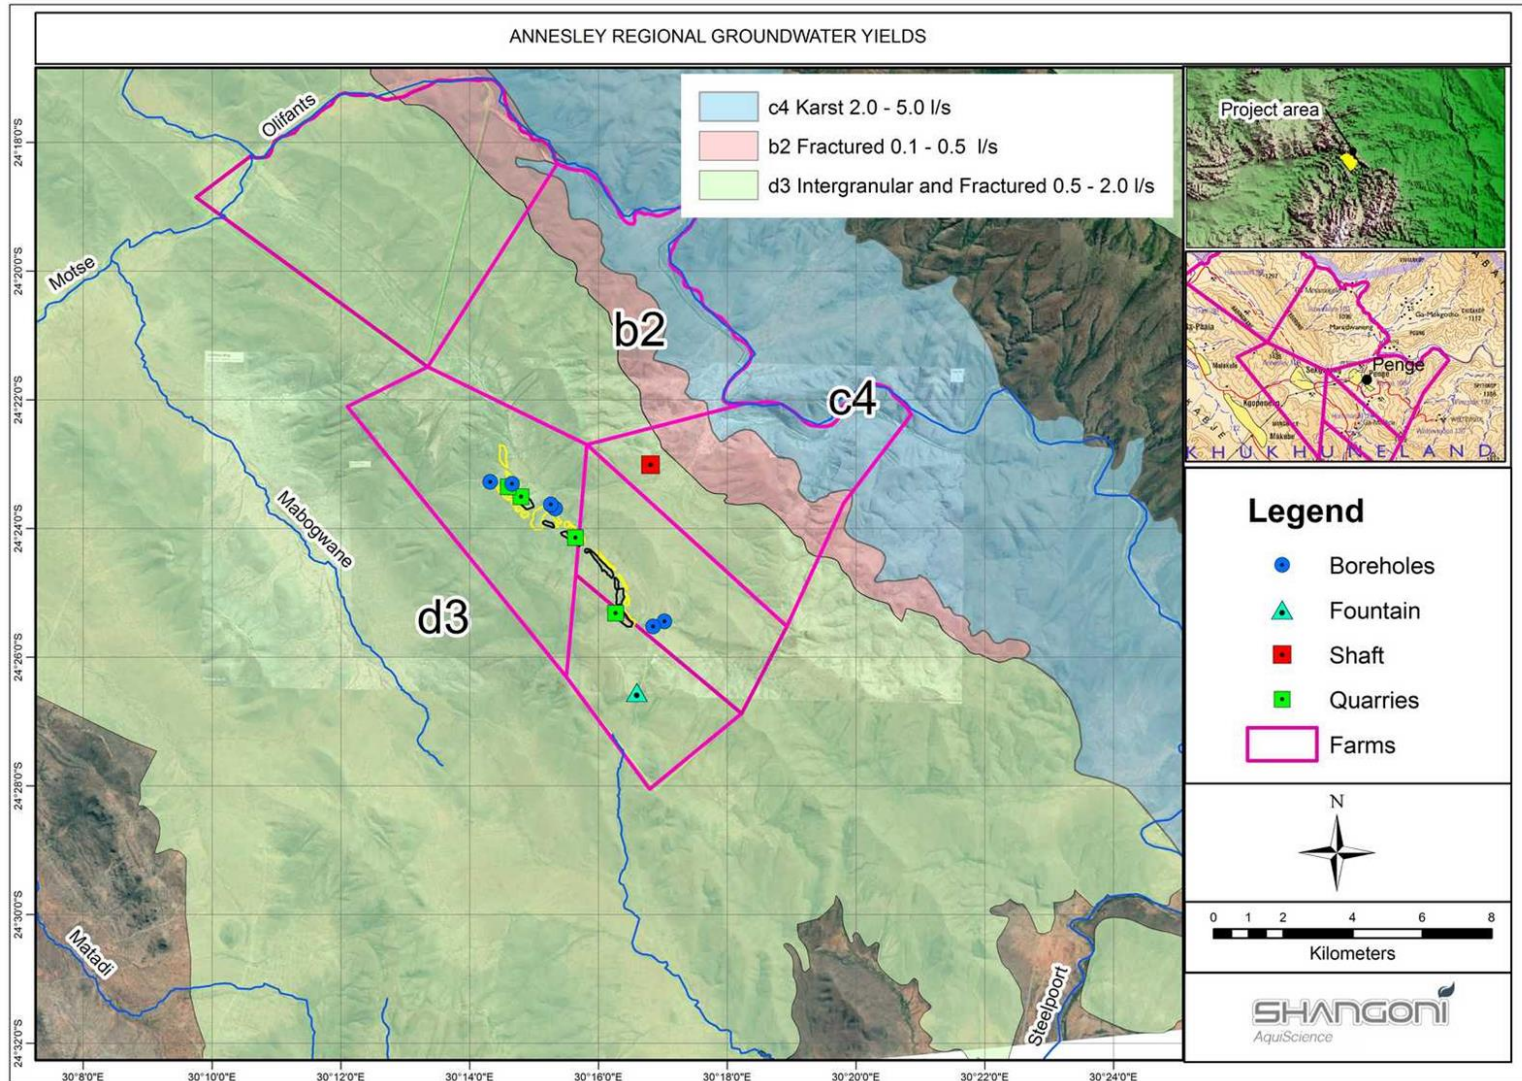 ANNESLEY REGIONAL GROUNDWATER YIELDS
c4 Karst 2.0 - 5.0 l/s
b2 Fractured 0.1 - 0.5 l/s
d3 Intergranular and Fractured 0.5 - 2.0 l/s
Olifants
Motse
Mabogwane
Matadi
Steelpoort
b2
c4
d3
24°18'0"S
24°20'0"S
24°22'0"S
24°24'0"S
24°26'0"S
24°28'0"S
24°30'0"S
24°32'0"S
30°8'0"E
30°10'0"E
30°12'0"E
30°14'0"E
30°16'0"E
30°18'0"E
30°20'0"E
30°22'0"E
30°24'0"E
Project area
Penge
KHUKHUNELAND
Legend
Boreholes
Fountain
Shaft
Quarries
Farms
N
0 1 2 4 6 8
Kilometers
SHANGONI
AquiScience